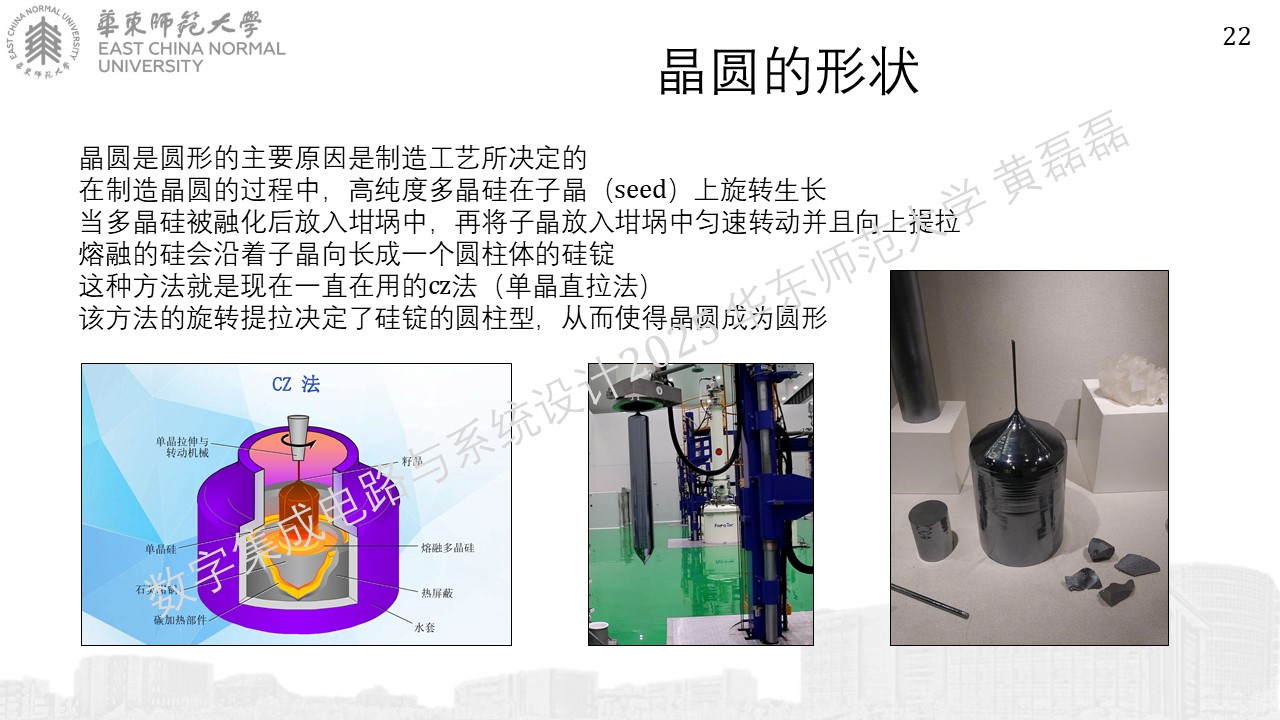 華東師範大學
EAST CHINA NORMAL
UNIVERSITY
EAST CHINA NORMAL UNIVERSITY
華東師範大學
22
晶圆的形状
晶圆是圆形的主要原因是制造工艺所决定的
在制造晶圆的过程中，高纯度多晶硅在子晶（seed）上旋转生长
当多晶硅被融化后放入坩埚中，再将子晶放入坩埚中匀速转动并且向上提拉
熔融的硅会沿着子晶向长成一个圆柱体的硅锭
这种方法就是现在一直在用的cz法（单晶直拉法）
该方法的旋转提拉决定了硅锭的圆柱型，从而使得晶圆成为圆形
数字集成电路与系统设计2025 华东师范大学 黄磊磊
CZ 法
单晶拉伸与
转动机械
籽晶
单晶硅
熔融多晶硅
热屏蔽
碳加热部件
水套